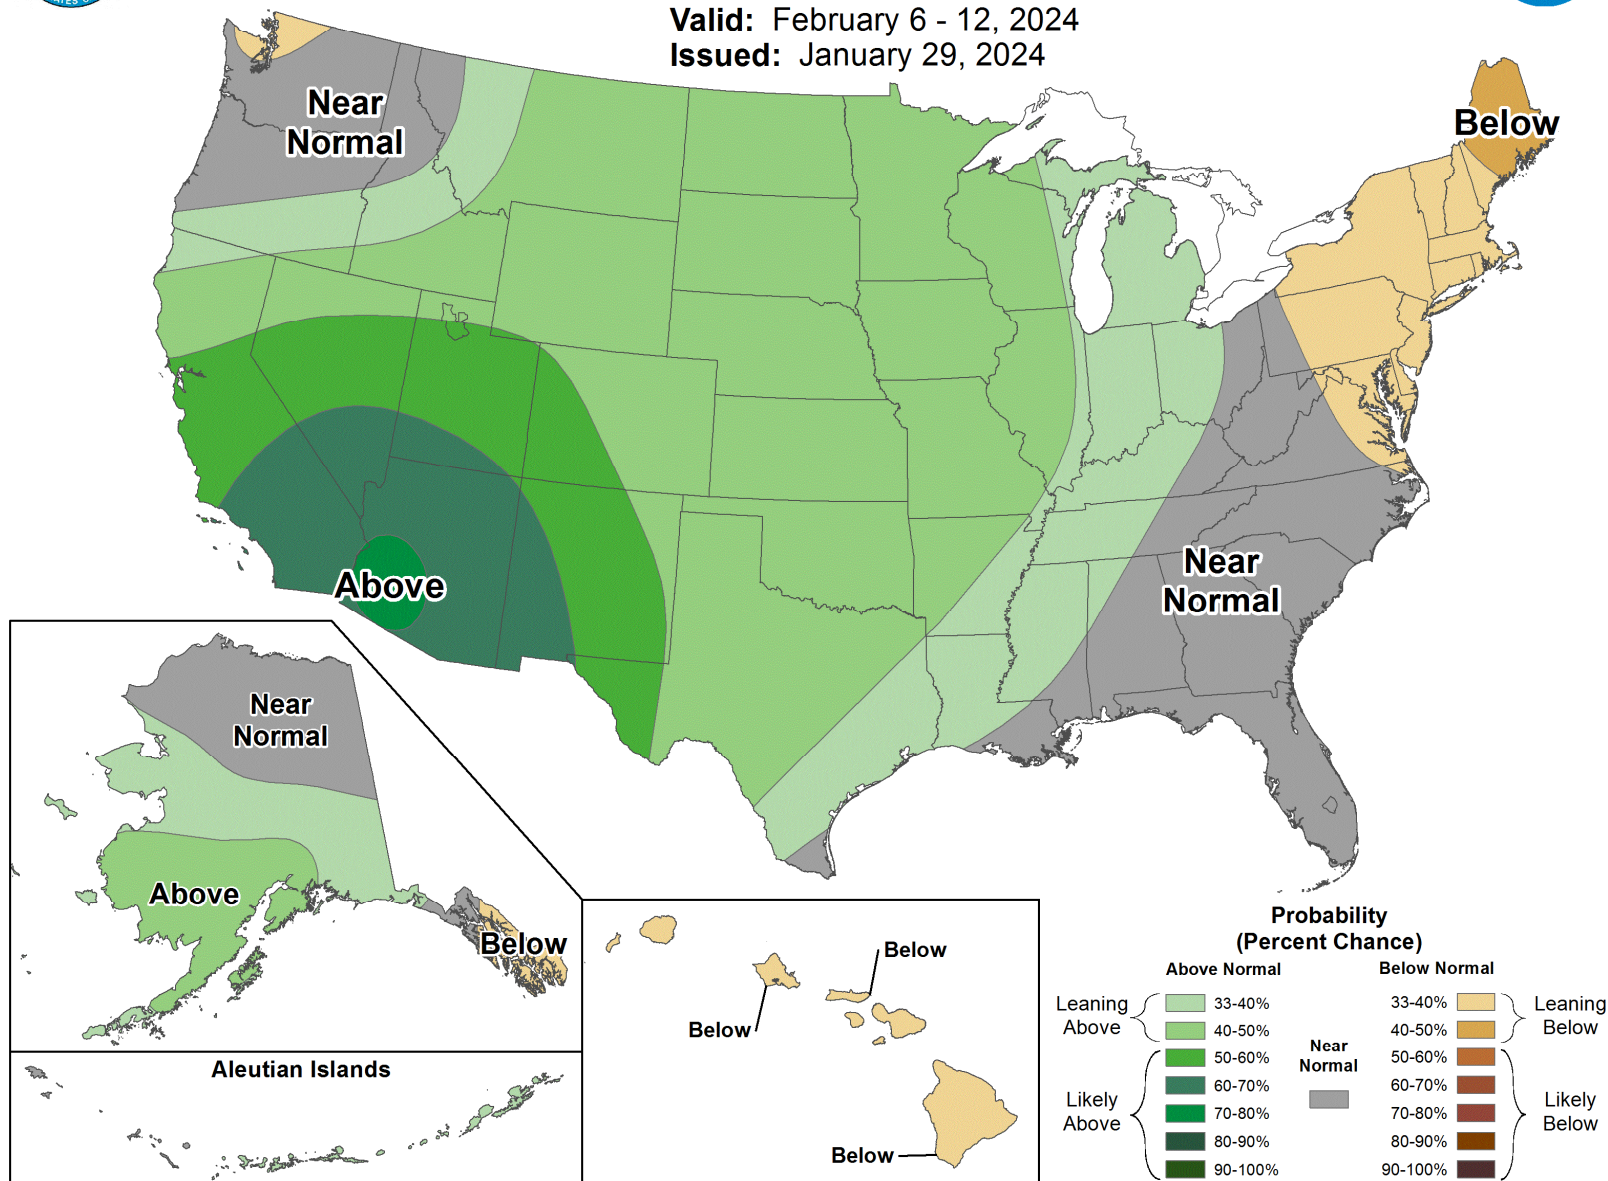 Valid: February 6 - 12, 2024
Issued: January 29, 2024
Near
Normal
Below
Above
Near
Normal
Near
Normal
Above
Below
Aleutian Islands
Below
Below
Below
Probability
(Percent Chance)
Above Normal
Below Normal
Leaning
Above
33-40%
40-50%
Likely
Above
50-60%
60-70%
70-80%
80-90%
90-100%
Near
Normal
33-40%
40-50%
Leaning
Below
50-60%
60-70%
70-80%
80-90%
90-100%
Likely
Below